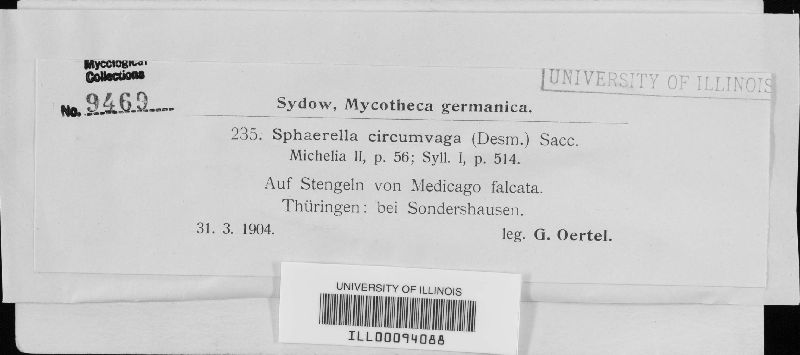 Mycological
Collections
No. 9469
UNIVERSITY OF ILLINOIS
Sydow, Mycotheca germanica.
235. Sphaerella circumvaga (Desm.) Sacc.
Michelia II, p. 56; Syll. I, p. 514.
Auf Stengeln von Medicago falcata.
Thüringen: bei Sondershausen.
31. 3. 1904.
leg. G. Oertel.
UNIVERSITY OF ILLINOIS
ILL00094088